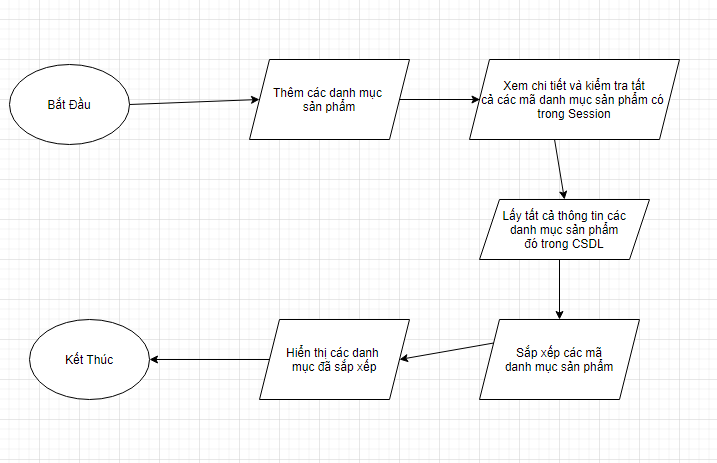 Bắt Đầu
Thêm các danh mục
sản phẩm
Xem chi tiết và kiểm tra tất
cả các mã danh mục sản phẩm có
trong Session
Lấy tất cả thông tin các
danh mục sản phẩm
đó trong CSDL
Sắp xếp các mã
danh mục sản phẩm
Hiển thị các danh
mục đã sắp xếp
Kết Thúc